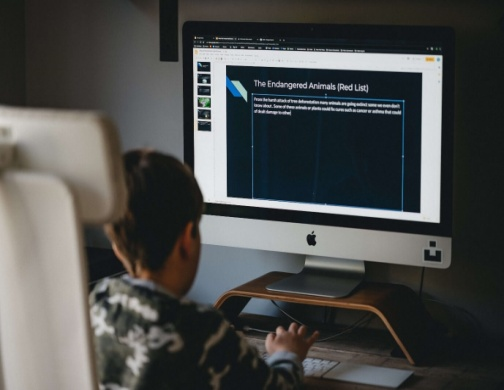 The Endangered Animals (Red List)
From the harsh attack of tree deforestation many animals are going extinct some we even don't
know about . Some of these animals or plants could be cures such as cancer or asthma that could
of dealt damage to other